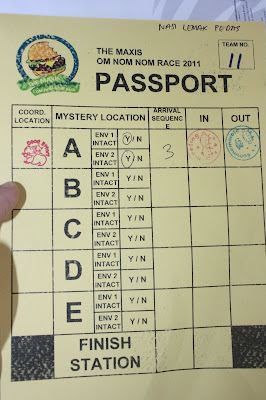 NASI LEMAK PEDAS
TEAM NO.
11
THE MAXIS
OM NOM NOM RACE 2011
PASSPORT
COORD. LOCATION MYSTERY LOCATION ARRIVAL SEQUENC E IN OUT
A ENV 1 INTACT Y / N 3
ENV 2 INTACT Y / N
B ENV 1 INTACT Y / N
ENV 2 INTACT Y / N
C ENV 1 INTACT Y / N
ENV 2 INTACT Y / N
D ENV 1 INTACT Y / N
ENV 2 INTACT Y / N
E ENV 1 INTACT Y / N
ENV 2 INTACT Y / N
FINISH
STATION